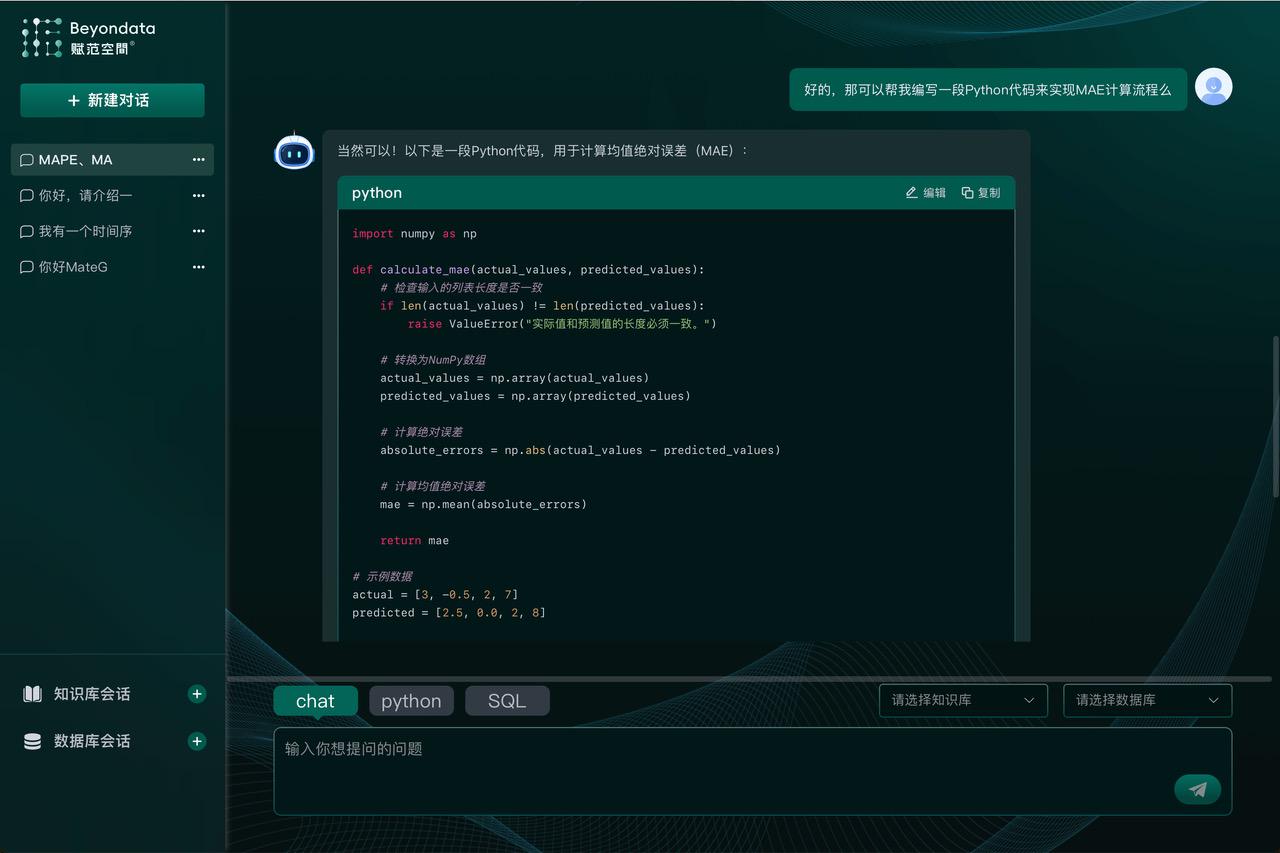 Beyondata
赋范空間®
+ 新建对话
MAPE、MA
你好，请介绍一
我有一个时间序
你好MateG
知识库会话
数据库会话
好的，那可以帮我编写一段Python代码来实现MAE计算流程么
当然可以！以下是一段Python代码，用于计算均值绝对误差（MAE）：
python 编辑 复制
import numpy as np
def calculate_mae(actual_values, predicted_values):
# 检查输入的列表长度是否一致
if len(actual_values) != len(predicted_values):
raise ValueError("实际值和预测值的长度必须一致。")
# 转换为NumPy数组
actual_values = np.array(actual_values)
predicted_values = np.array(predicted_values)
# 计算绝对误差
absolute_errors = np.abs(actual_values - predicted_values)
# 计算均值绝对误差
mae = np.mean(absolute_errors)
return mae
# 示例数据
actual = [3, -0.5, 2, 7]
predicted = [2.5, 0.0, 2, 8]
chat python SQL 请选择知识库 请选择数据库
输入你想提问的问题